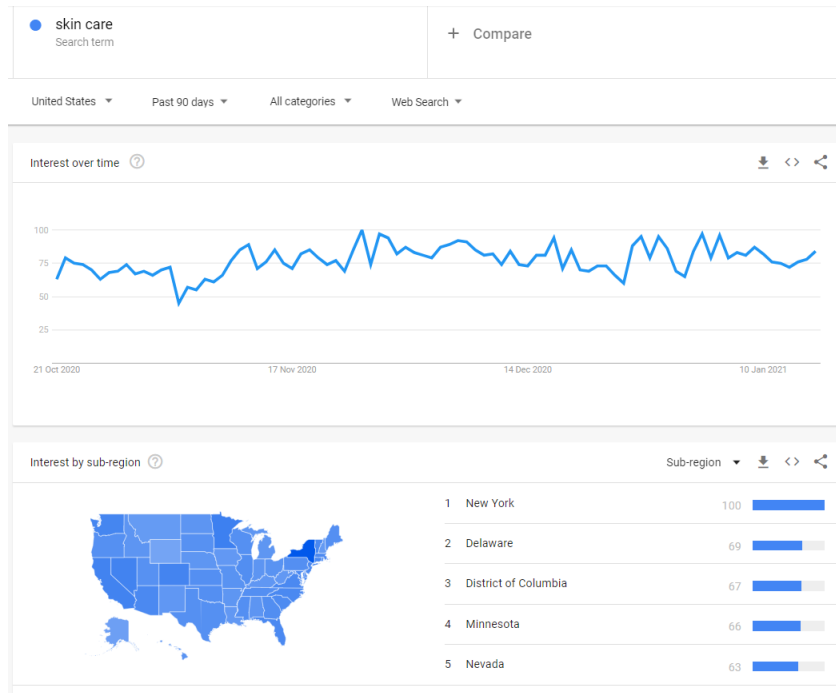 skin care
Search term
+ Compare
United States
Past 90 days
All categories
Web Search
Interest over time ?
100
75
50
25
21 Oct 2020 17 Nov 2020 14 Dec 2020 10 Jan 2021
Interest by sub-region ?
Sub-region
1 New York 100
2 Delaware 69
3 District of Columbia 67
4 Minnesota 66
5 Nevada 63